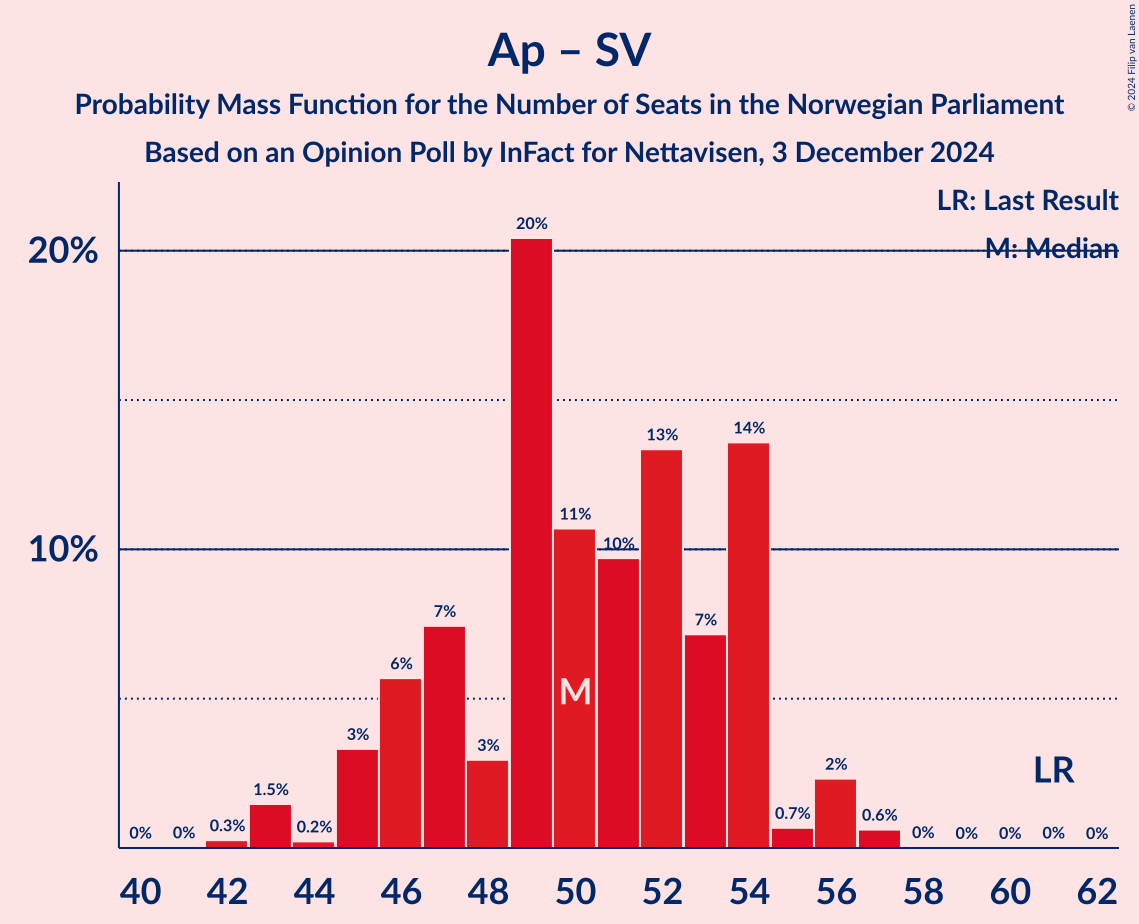 Ap – SV
Probability Mass Function for the Number of Seats in the Norwegian Parliament
Based on an Opinion Poll by InFact for Nettavisen, 3 December 2024
© 2024 Filip van Laenen
LR: Last Result
M: Median
20%
10%
0%
0%
0.3%
1.5%
0.2%
3%
6%
7%
3%
20%
11%
10%
13%
7%
14%
0.7%
2%
0.6%
0%
0%
0%
0%
0%
M
LR
40 42 44 46 48 50 52 54 56 58 60 62